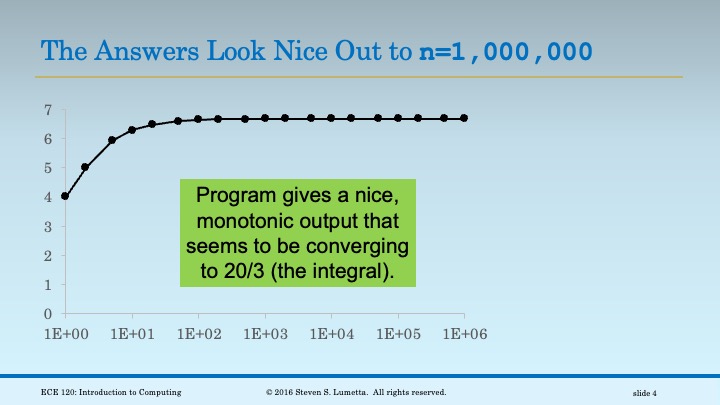 The Answers Look Nice Out to n=1,000,000
7
6
5
4
3
2
1
0
Program gives a nice,
monotonic output that
seems to be converging
to 20/3 (the integral).
1E+00 1E+01 1E+02 1E+03 1E+04 1E+05 1E+06
ECE 120: Introduction to Computing © 2016 Steven S. Lumetta. All rights reserved. slide 4